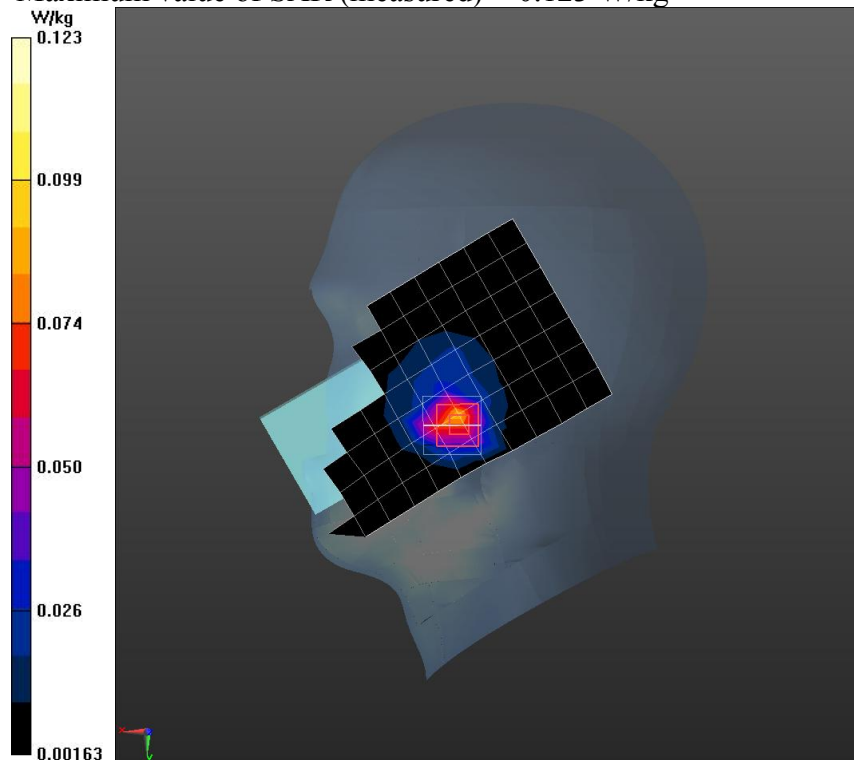 Maximum value of SAR (measured) = 0.123 W/kg
W/kg
0.123
0.099
0.074
0.050
0.026
0.00163
x
y